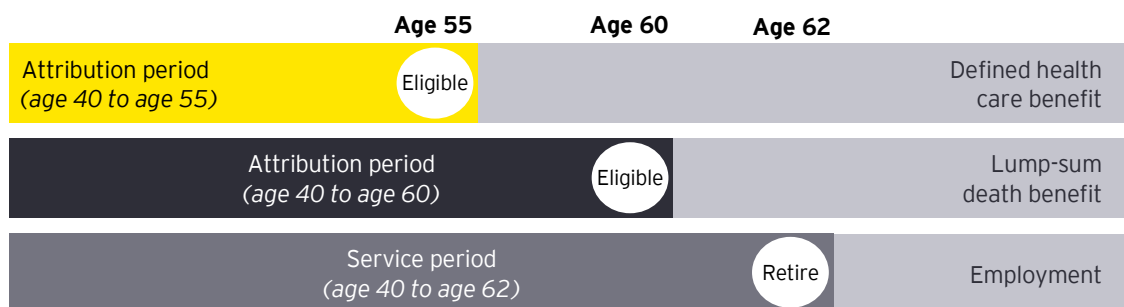 Age 55 Age 60 Age 62
Attribution period
(age 40 to age 55)
Eligible
Defined health
care benefit
Attribution period
(age 40 to age 60)
Eligible
Lump-sum
death benefit
Service period
(age 40 to age 62)
Retire
Employment